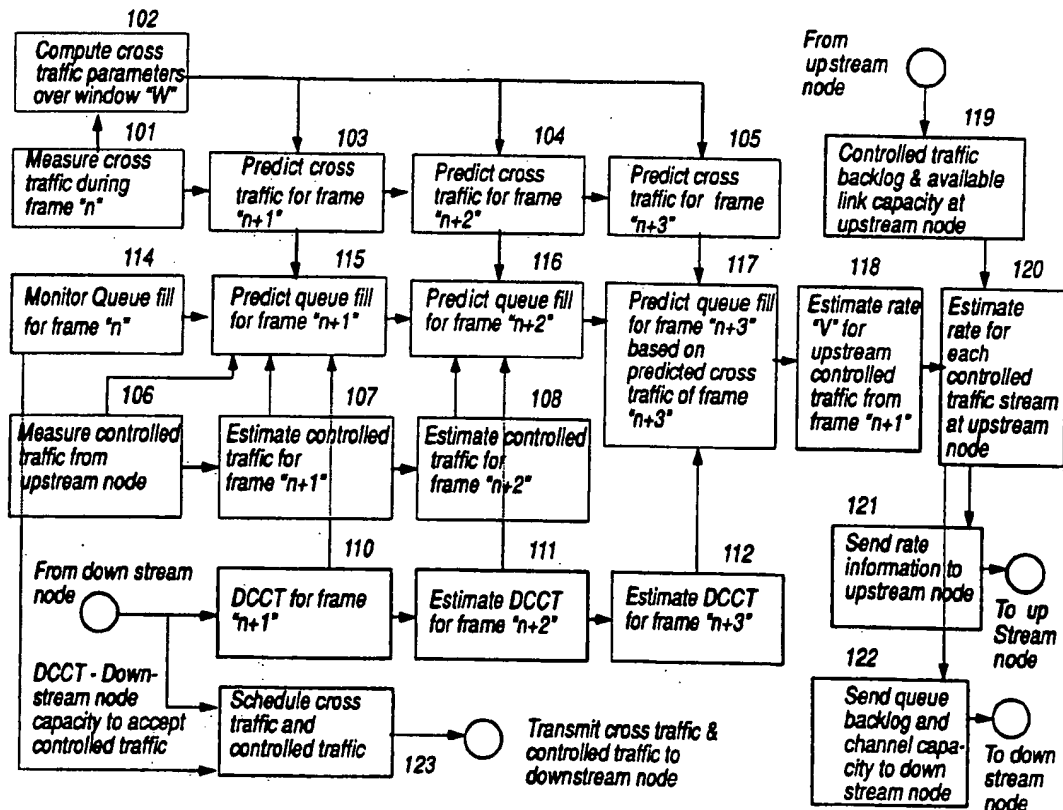 102
Compute cross
traffic parameters
over window "W"
101
Measure cross
traffic during
frame "n"
103
Predict cross
traffic for frame
"n+1"
104
Predict cross
traffic for frame
"n+2"
105
Predict cross
traffic for frame
"n+3"
From
upstream
node
119
Controlled traffic
backlog & available
link capacity at
upstream node
114
Monitor Queue fill
for frame "n"
115
Predict queue fill
for frame "n+1"
116
Predict queue fill
for frame "n+2"
117
Predict queue fill
for frame "n+3"
based on
predicted cross
traffic of frame
"n+3"
118
Estimate rate
"V" for
upstream
controlled
traffic from
frame "n+1"
120
Estimate
rate for
each
controlled
traffic stream
at upstream
node
106
Measure controlled
traffic from
upstream node
107
Estimate controlled
traffic for
frame "n+1"
108
Estimate controlled
traffic for
frame "n+2"
From down stream
node
110
DCCT for frame
"n+1"
111
Estimate DCCT
for frame "n+2"
112
Estimate DCCT
for frame "n+3"
121
Send rate
information to
upstream node
To up
Stream
node
DCCT - Down-
stream node
capacity to accept
controlled traffic
Schedule cross
traffic and
controlled traffic
123
Transmit cross traffic &
controlled traffic to
downstream node
122
Send queue
backlog and
channel capa-
city to down
stream node
To down
stream
node